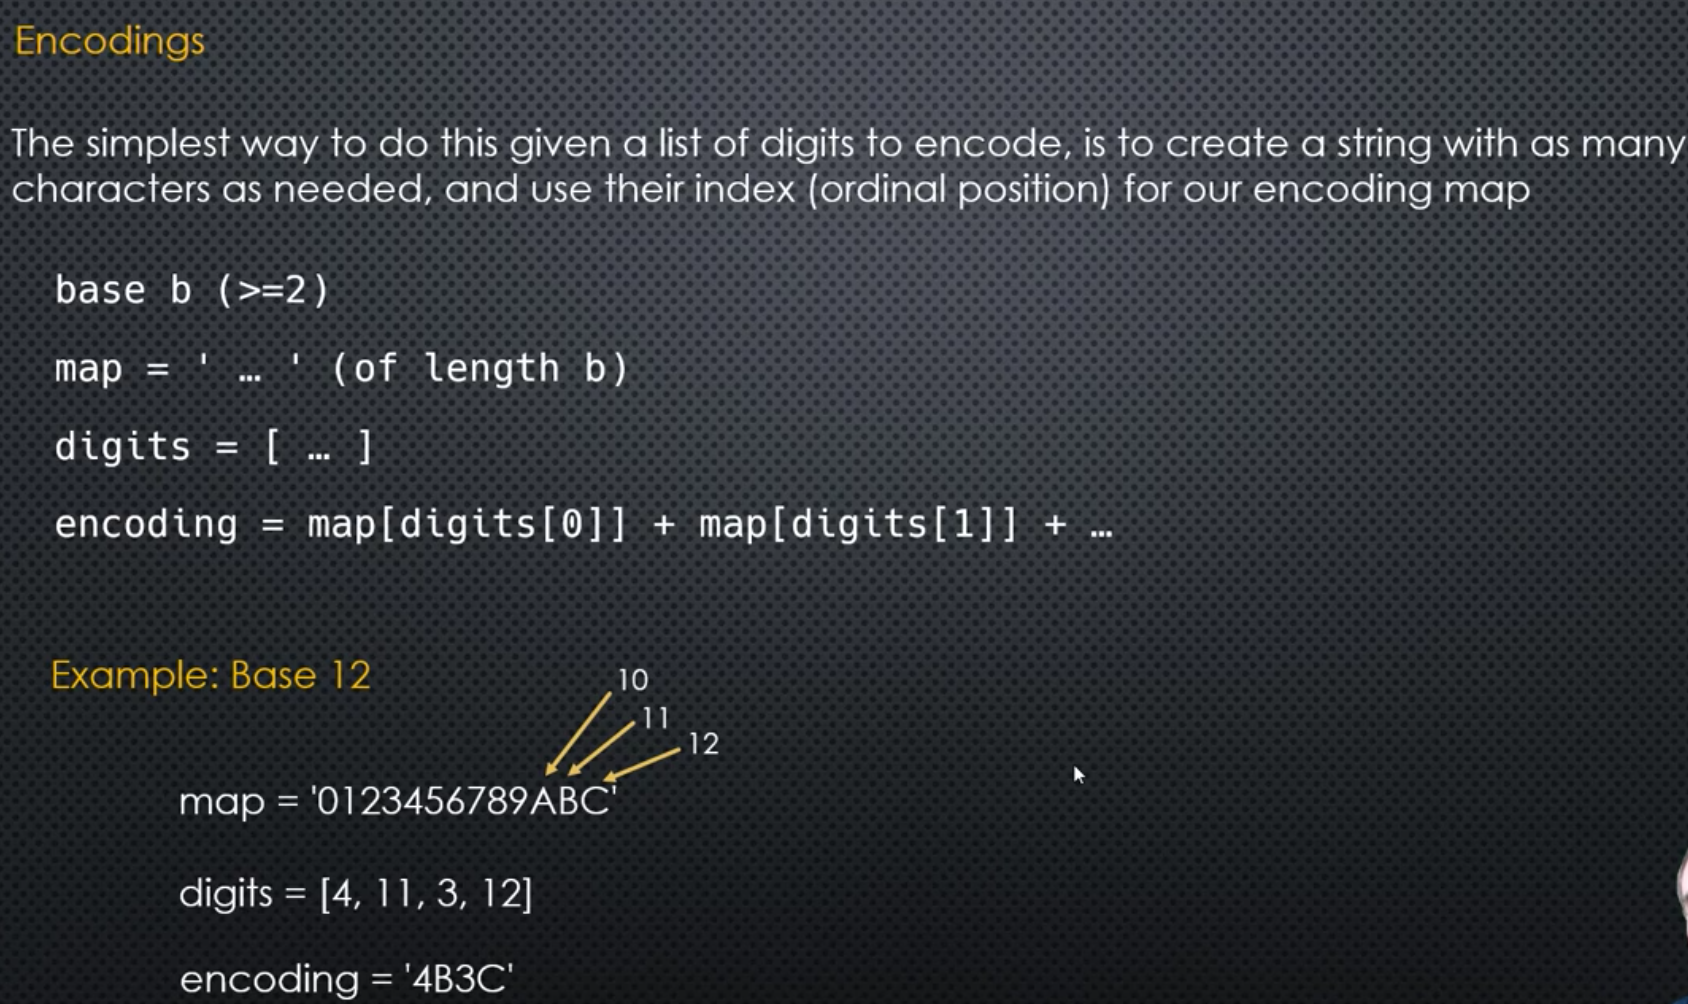 Encodings
The simplest way to do this given a list of digits to encode, is to create a string with as many
characters as needed, and use their index (ordinal position) for our encoding map
base b (>=2)
map = ' … ' (of length b)
digits = [ … ]
encoding = map[digits[0]] + map[digits[1]] + …
Example: Base 12
10
11
12
map = '0123456789ABC'
digits = [4, 11, 3, 12]
encoding = '4B3C'